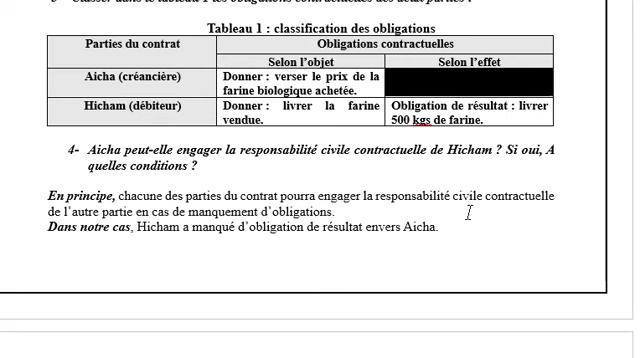 Tableau 1 : classification des obligations
Parties du contrat Obligations contractuelles
Selon l’objet Selon l’effet
Aicha (créancière) Donner : verser le prix de la
farine biologique achetée.
Hicham (débiteur) Donner : livrer la farine Obligation de résultat : livrer
vendue. 500 kgs de farine.
4- Aicha peut-elle engager la responsabilité civile contractuelle de Hicham ? Si oui, A
quelles conditions ?
En principe, chacune des parties du contrat pourra engager la responsabilité civile contractuelle
de l’autre partie en cas de manquement d’obligations.
Dans notre cas, Hicham a manqué d’obligation de résultat envers Aicha.